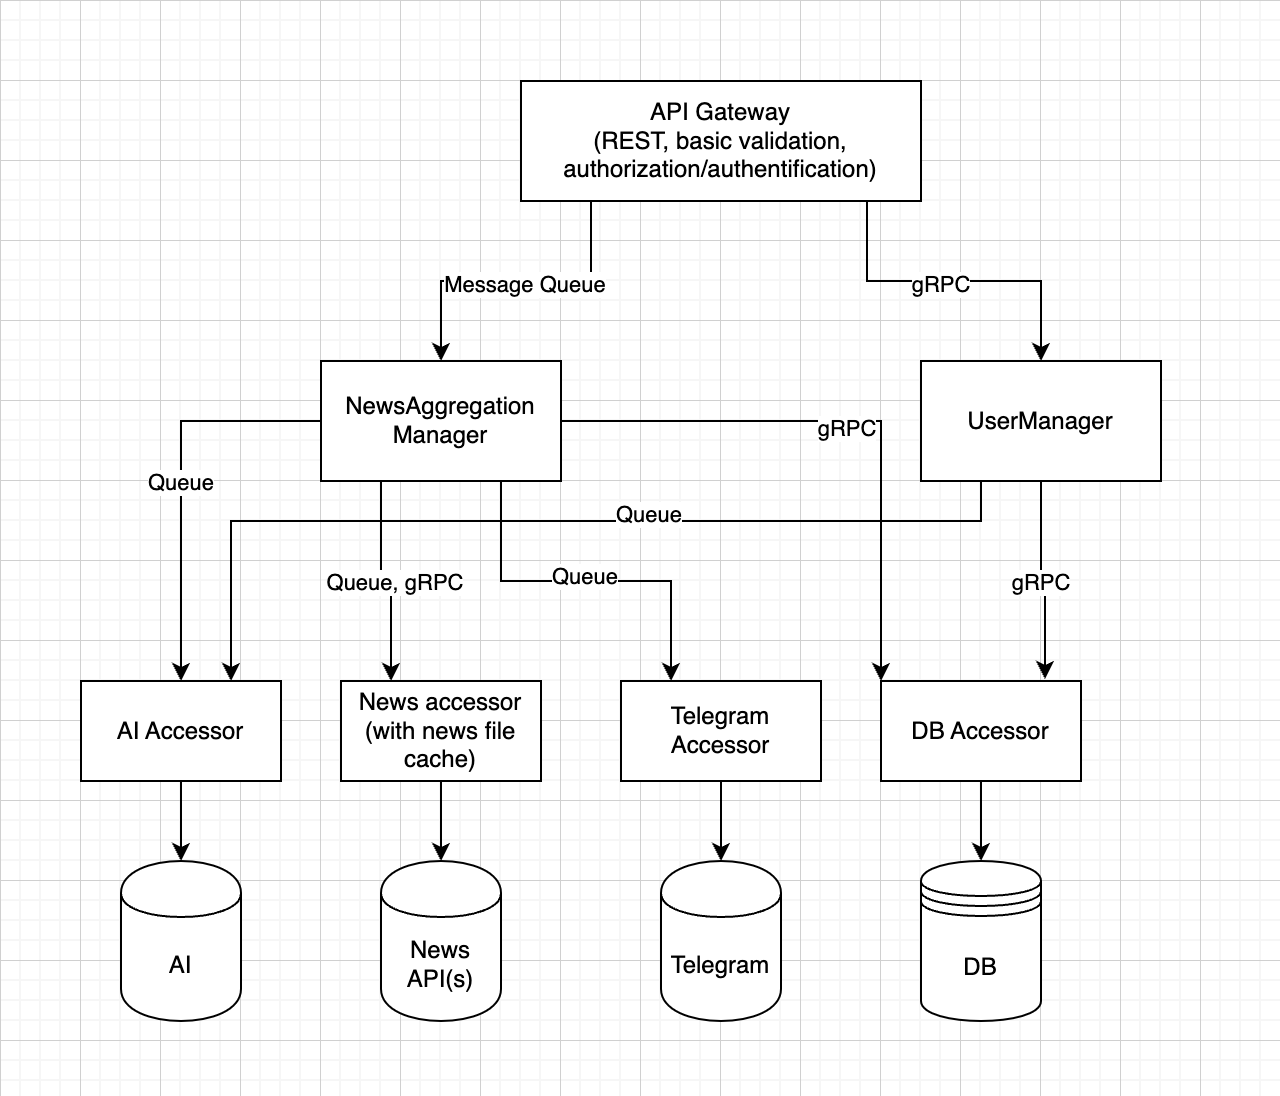 API Gateway
(REST, basic validation,
authorization/authentification)
Message Queue
gRPC
NewsAggregation
Manager
UserManager
gRPC
Queue
Queue
Queue, gRPC
Queue
gRPC
AI Accessor
News accessor
(with news file
cache)
Telegram
Accessor
DB Accessor
AI
News
API(s)
Telegram
DB